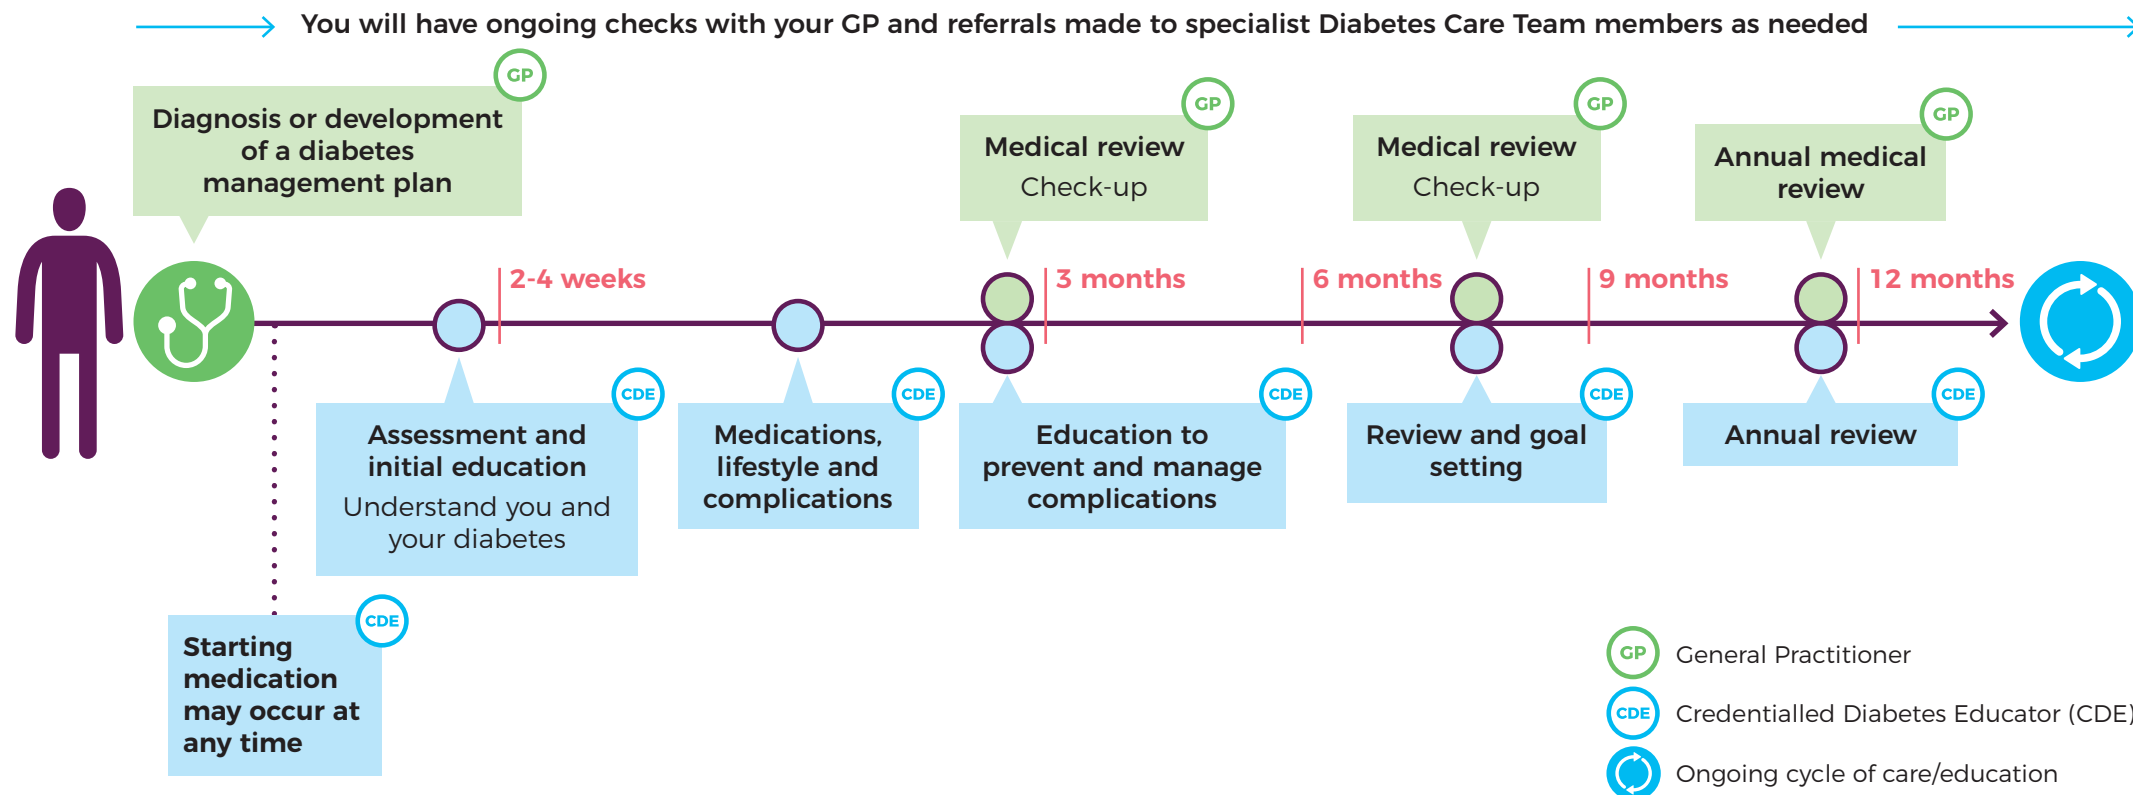 You will have ongoing checks with your GP and referrals made to specialist Diabetes Care Team members as needed
GP
Diagnosis or development
of a diabetes
management plan
GP
Medical review
Check-up
GP
Medical review
Check-up
GP
Annual medical
review
2-4 weeks
3 months
6 months
9 months
12 months
CDE
Assessment and
initial education
Understand you and
your diabetes
CDE
Medications,
lifestyle and
complications
CDE
Education to
prevent and manage
complications
CDE
Review and goal
setting
CDE
Annual review
CDE
Starting
medication
may occur at
any time
GP General Practitioner
CDE Credentialled Diabetes Educator (CDE)
Ongoing cycle of care/education